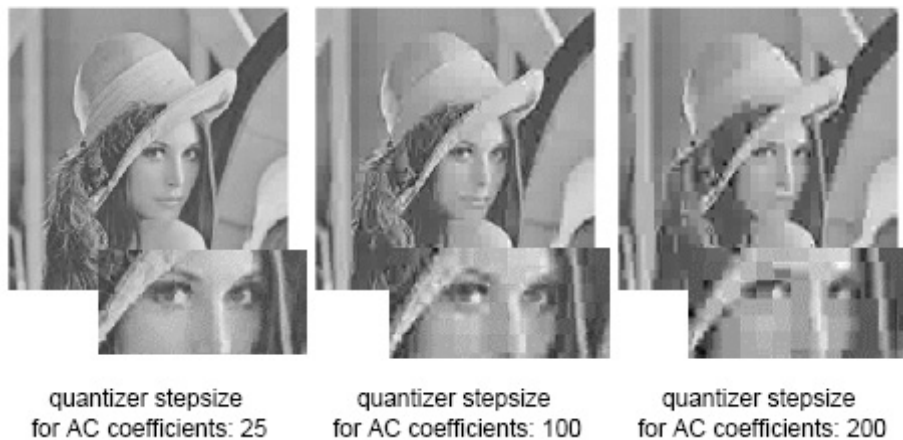 quantizer stepsize
for AC coefficients: 25
quantizer stepsize
for AC coefficients: 100
quantizer stepsize
for AC coefficients: 200